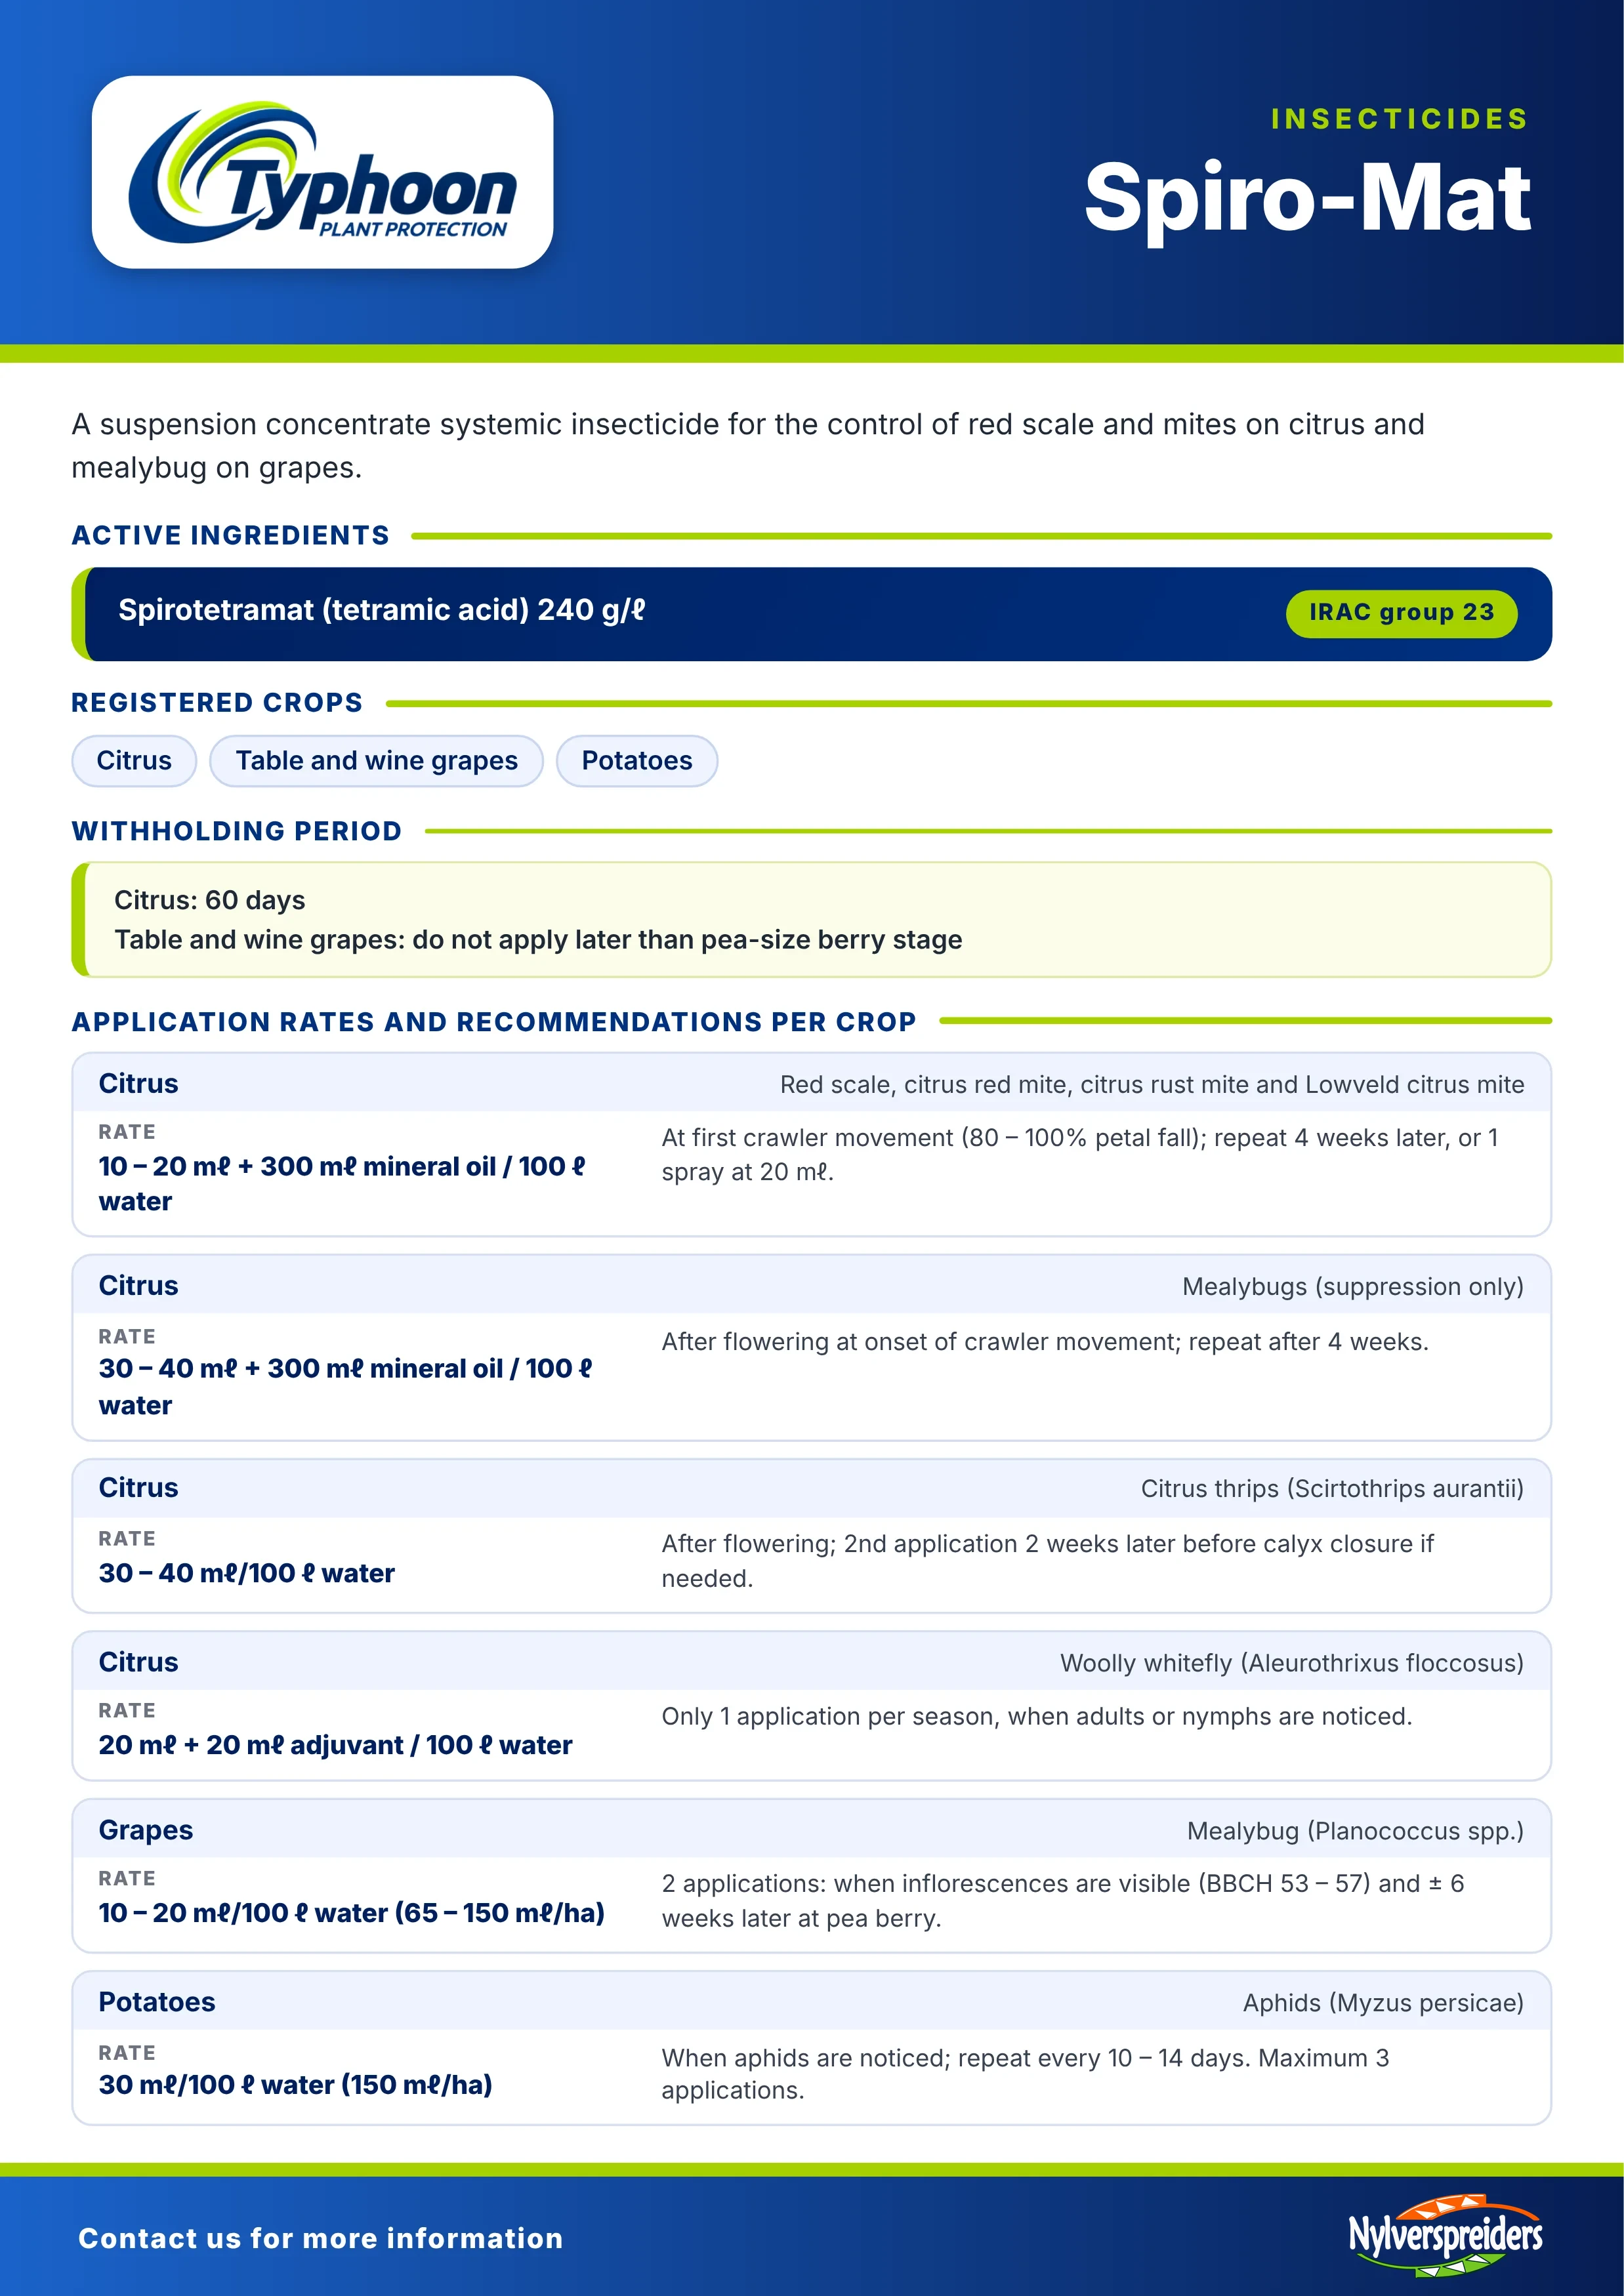 Typhoon
PLANT PROTECTION
INSECTICIDES
Spiro-Mat
A suspension concentrate systemic insecticide for the control of red scale and mites on citrus and
mealybug on grapes.
ACTIVE INGREDIENTS
Spirotetramat (tetramic acid) 240 g/ℓ
IRAC group 23
REGISTERED CROPS
Citrus
Table and wine grapes
Potatoes
WITHHOLDING PERIOD
Citrus: 60 days
Table and wine grapes: do not apply later than pea-size berry stage
APPLICATION RATES AND RECOMMENDATIONS PER CROP
Citrus
Red scale, citrus red mite, citrus rust mite and Lowveld citrus mite
RATE
10 – 20 mℓ + 300 mℓ mineral oil / 100 ℓ
water
At first crawler movement (80 – 100% petal fall); repeat 4 weeks later, or 1
spray at 20 mℓ.
Citrus
Mealybugs (suppression only)
RATE
30 – 40 mℓ + 300 mℓ mineral oil / 100 ℓ
water
After flowering at onset of crawler movement; repeat after 4 weeks.
Citrus
Citrus thrips (Scirtothrips aurantii)
RATE
30 – 40 mℓ/100 ℓ water
After flowering; 2nd application 2 weeks later before calyx closure if
needed.
Citrus
Woolly whitefly (Aleurothrixus floccosus)
RATE
20 mℓ + 20 mℓ adjuvant / 100 ℓ water
Only 1 application per season, when adults or nymphs are noticed.
Grapes
Mealybug (Planococcus spp.)
RATE
10 – 20 mℓ/100 ℓ water (65 – 150 mℓ/ha)
2 applications: when inflorescences are visible (BBCH 53 – 57) and ± 6
weeks later at pea berry.
Potatoes
Aphids (Myzus persicae)
RATE
30 mℓ/100 ℓ water (150 mℓ/ha)
When aphids are noticed; repeat every 10 – 14 days. Maximum 3
applications.
Contact us for more information
Nylverspreiders